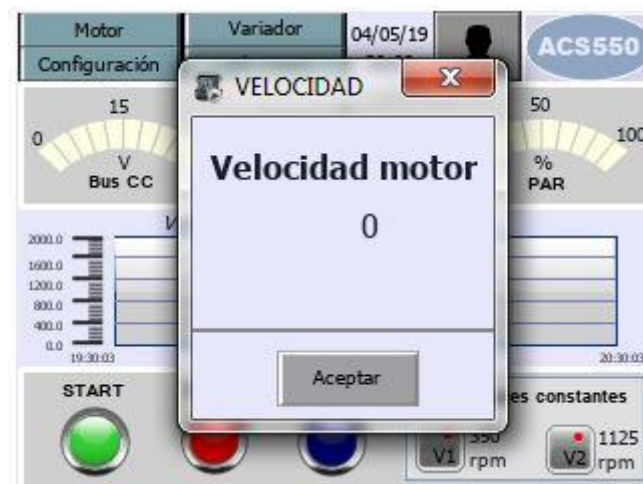 Motor
Variador
04/05/19
ACS550
Configuración
VELOCIDAD
15
50
0
100
V
Bus CC
%
PAR
Velocidad motor
0
V
2000.0
1600.0
1200.0
800.0
400.0
0.0
19:30:03
20:30:03
Aceptar
START
es constantes
V1
350
rpm
V2
1125
rpm